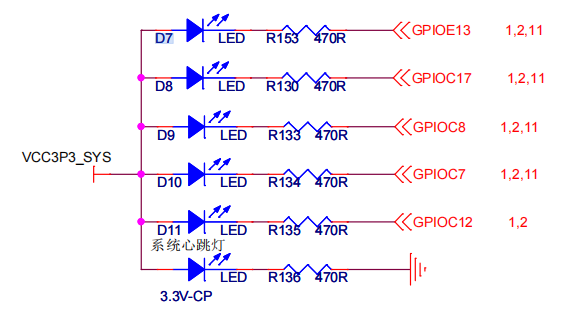 D7 LED R153 470R GPIOE13 1,2,11
D8 LED R130 470R GPIOC17 1,2,11
D9 LED R133 470R GPIOC8 1,2,11
VCC3P3_SYS
D10 LED R134 470R GPIOC7 1,2,11
D11 LED R135 470R GPIOC12 1,2
系统心跳灯
LED R136 470R
3.3V-CP